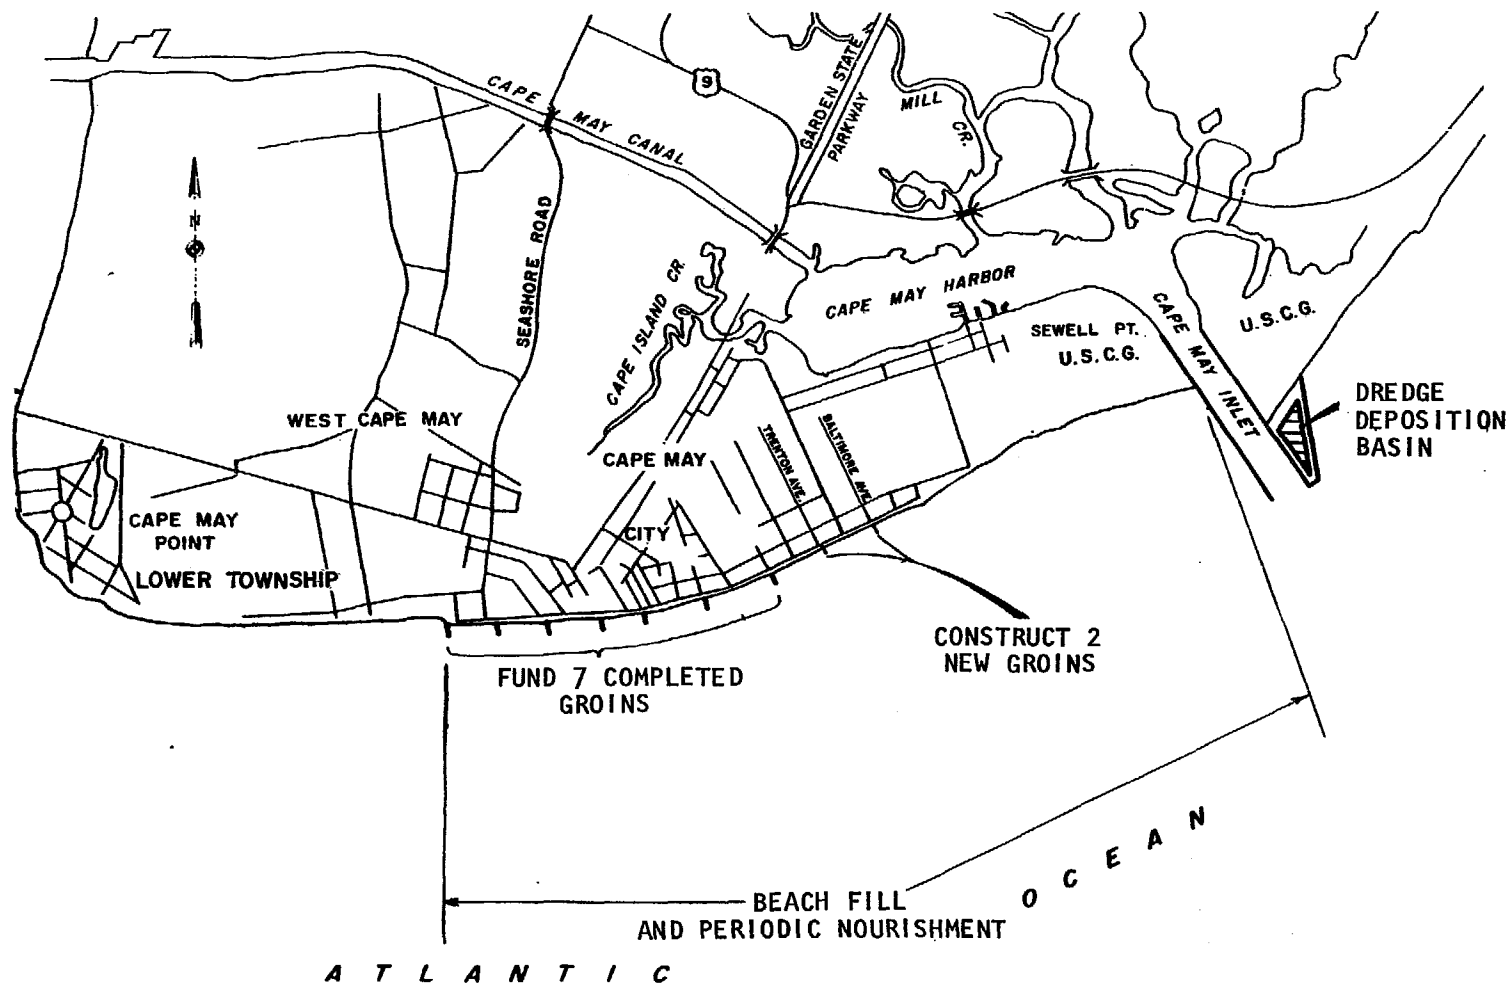 CAPE MAY CANAL
9
GARDEN STATE
PARKWAY
MILL CR.
N
SEASHORE ROAD
CAPE ISLAND CR.
CAPE MAY HARBOR
SEWELL PT.
U.S.C.G.
CAPE MAY INLET
U.S.C.G.
DREDGE
DEPOSITION
BASIN
WEST CAPE MAY
CAPE MAY
CITY
TRENTON AVE.
BALTIMORE AVE.
CAPE MAY
POINT
LOWER TOWNSHIP
CONSTRUCT 2
NEW GROINS
FUND 7 COMPLETED
GROINS
BEACH FILL
AND PERIODIC NOURISHMENT
ATLANTIC
OCEAN